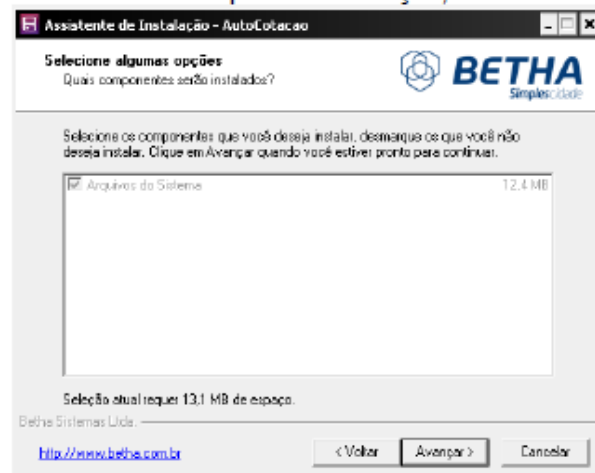 Assistente de Instalação - AutoCotacao
Selecione algumas opções
Quais componentes serão instalados?
BETHA
Simplescidade
Selecione os componentes que você deseja instalar, desmarque os que você não
deseja instalar. Clique em Avançar quando você estiver pronto para continuar.
Arquivos do Sistema 12,4 MB
Seleção atual requer 13,1 MB de espaço.
Betha Sistemas Ltda.
http://www.betha.com.br < Voltar Avançar > Cancelar